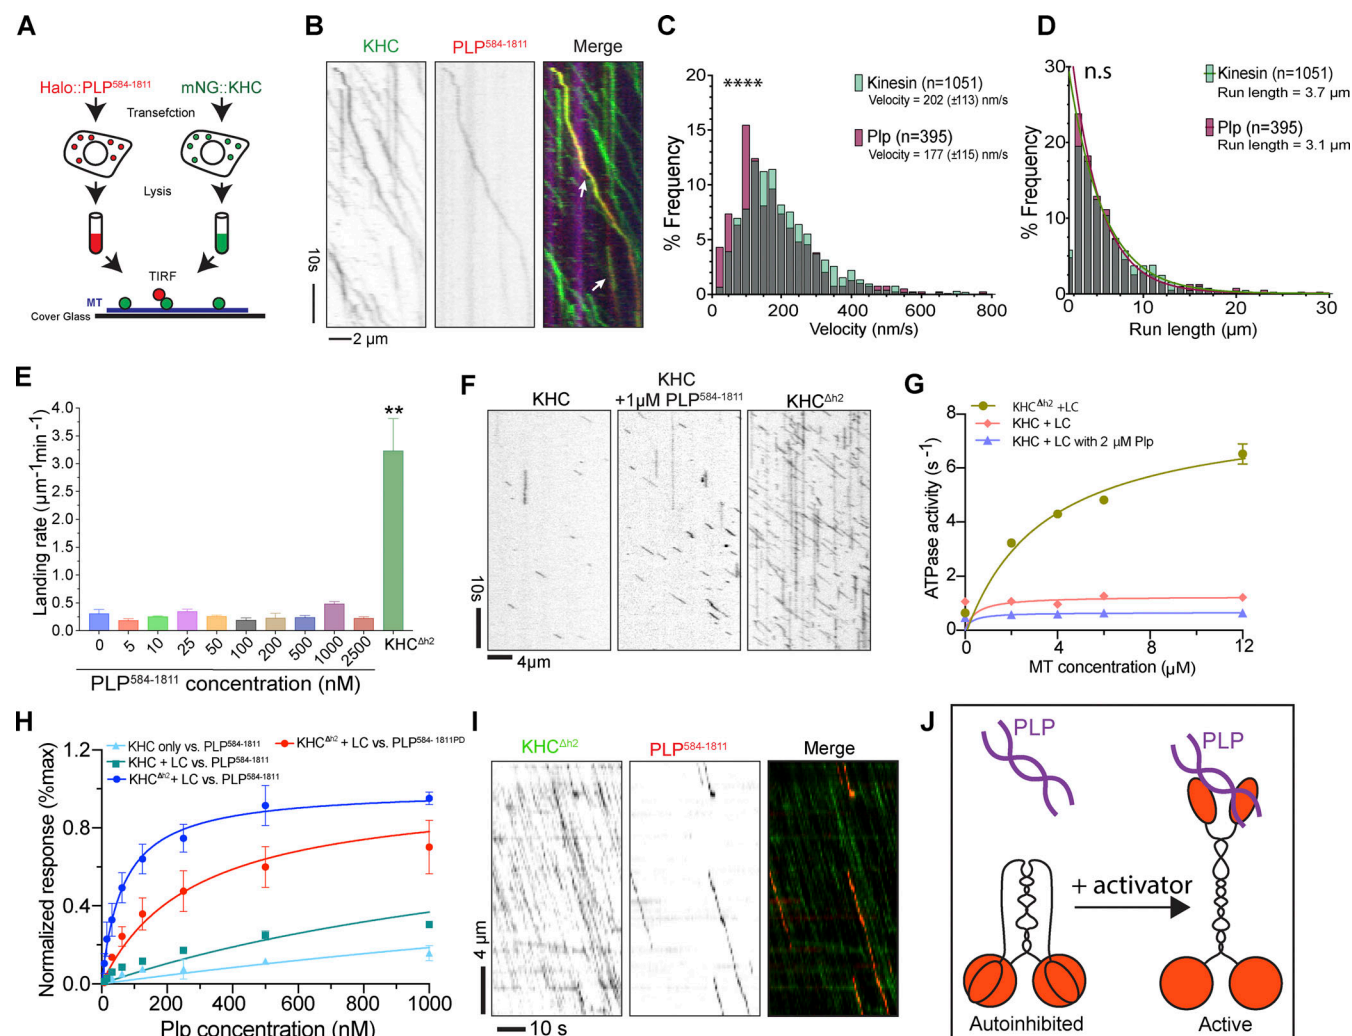 A
Halo::PLP584-1811
mNG::KHC
Transefction
Lysis
TIRF
MT
Cover Glass
B
KHC
PLP584-1811
Merge
10s
2 µm
C
****
Kinesin (n=1051)
Velocity = 202 (±113) nm/s
Plp (n=395)
Velocity = 177 (±115) nm/s
% Frequency
20
15
10
5
0
0
200
400
600
800
Velocity (nm/s)
D
n.s
Kinesin (n=1051)
Run length = 3.7 µm
Plp (n=395)
Run length = 3.1 µm
% Frequency
30
20
10
0
0
10
20
30
Run length (µm)
E
**
Landing rate (µm-1min-1)
4.0
3.5
3.0
2.5
2.0
1.5
1.0
0.5
0.0
0
5
10
25
50
100
200
500
1000
2500
KHCΔh2
PLP584-1811 concentration (nM)
F
KHC
KHC
+1µM PLP584-1811
KHCΔh2
10s
4µm
G
KHCΔh2 +LC
KHC + LC
KHC + LC with 2 µM Plp
ATPase activity (s-1)
8
6
4
2
0
0
4
8
12
MT concentration (µM)
H
KHC only vs. PLP584-1811
KHC + LC vs. PLP584-1811
KHCΔh2 + LC vs. PLP584-1811
KHCΔh2 + LC vs. PLP584-1811PD
Normalized response (%max)
1.2
0.8
0.4
0.0
0
200
400
600
800
1000
Plp concentration (nM)
I
KHCΔh2
PLP584-1811
Merge
4 µm
10 s
J
PLP
PLP
+ activator
Autoinhibited
Active